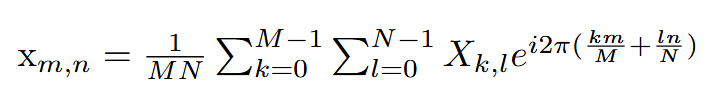 x_{m,n} = \frac{1}{MN} \sum_{k=0}^{M-1} \sum_{l=0}^{N-1} X_{k,l} e^{i2\pi(\frac{km}{M} + \frac{ln}{N})}